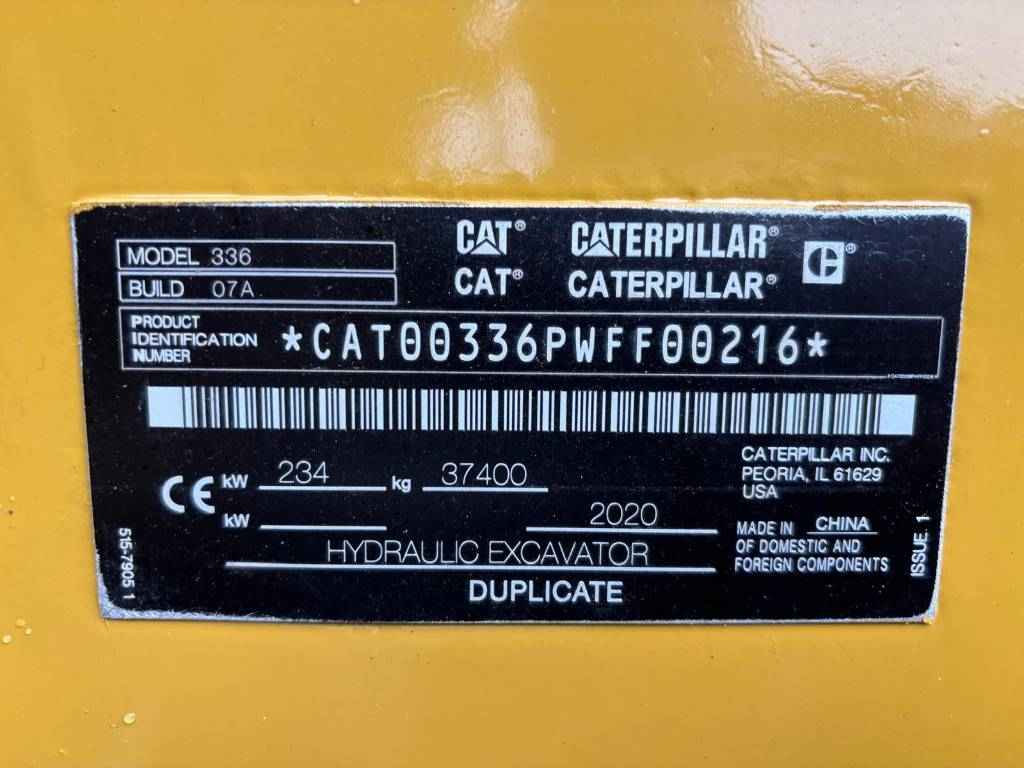 MODEL 336
BUILD 07A
CAT® CATERPILLAR® C®
CAT® CATERPILLAR®
PRODUCT
IDENTIFICATION
NUMBER
*CAT00336PWFF00216*
CE kW 234 kg 37400
kW 2020
HYDRAULIC EXCAVATOR
DUPLICATE
CATERPILLAR INC.
PEORIA, IL 61629
USA
MADE IN CHINA
OF DOMESTIC AND
FOREIGN COMPONENTS
515-7905 1
ISSUE 1